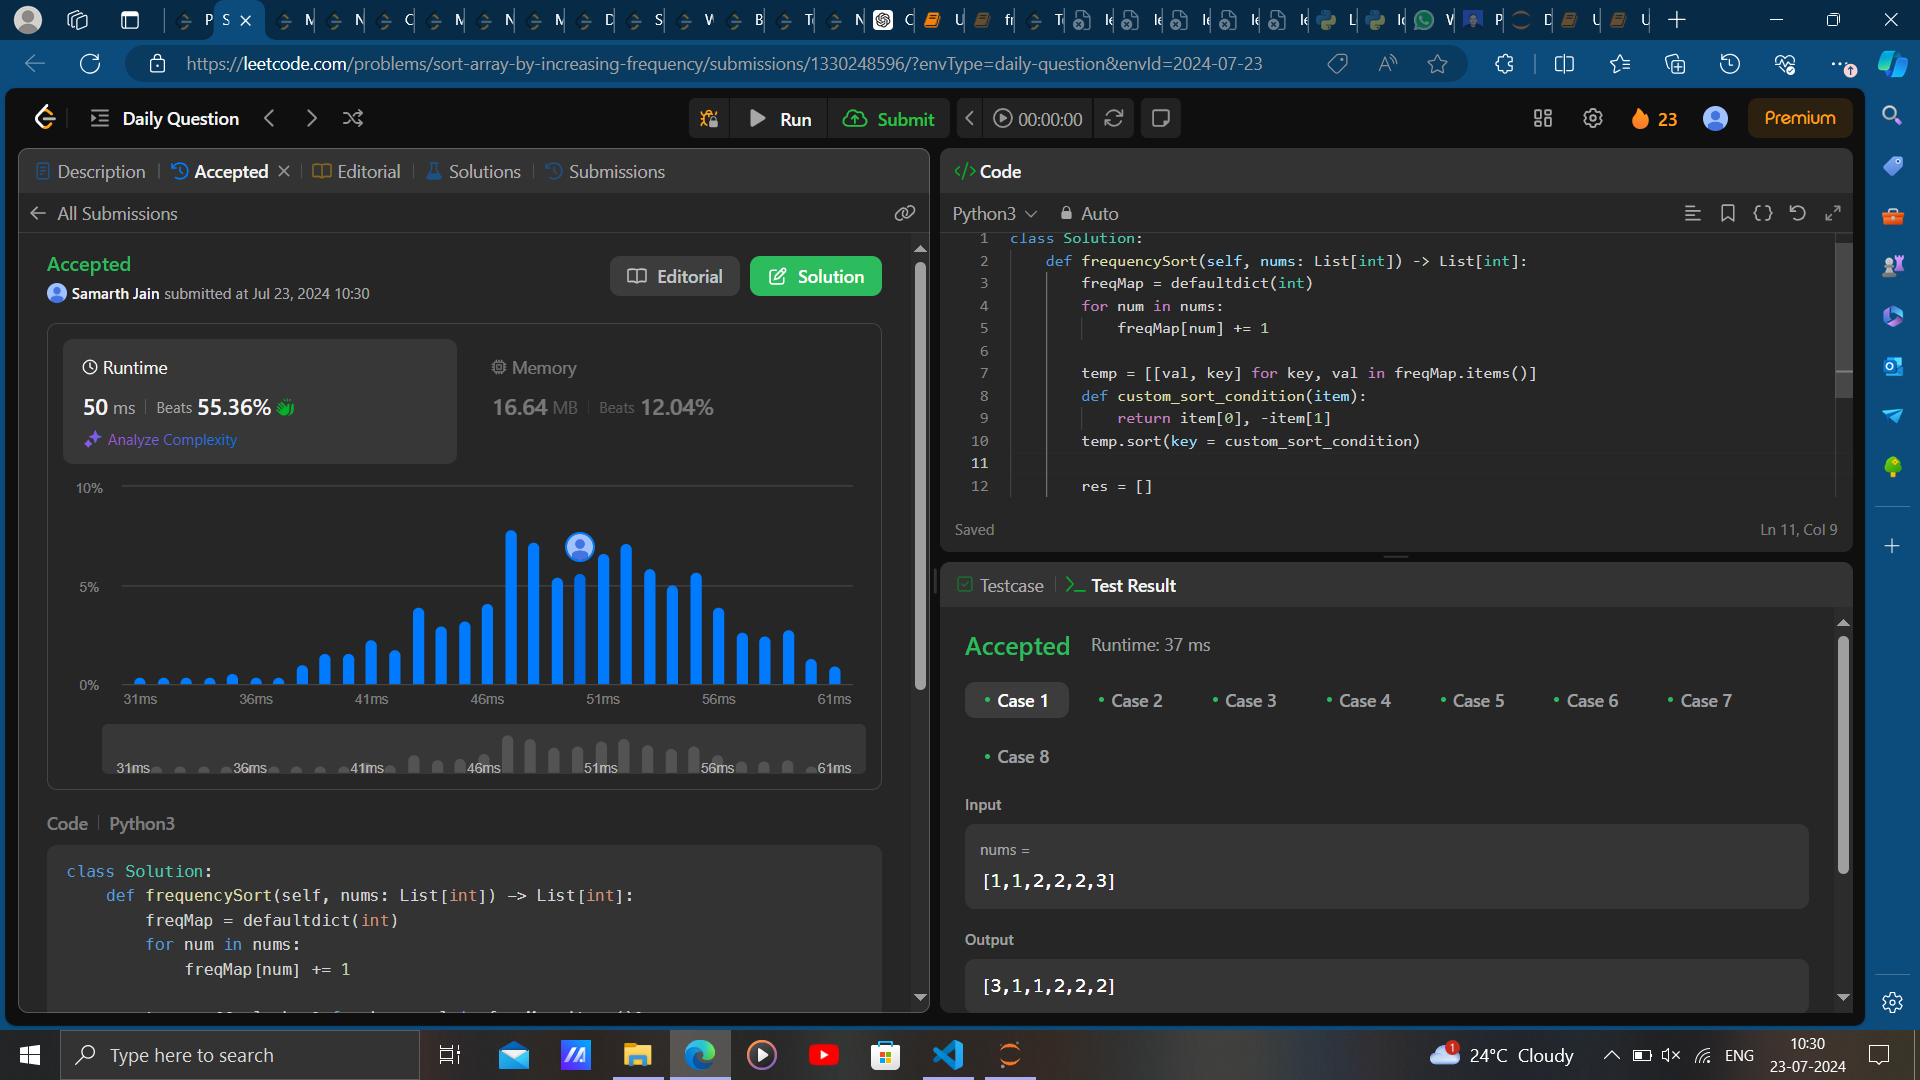 https://leetcode.com/problems/sort-array-by-increasing-frequency/submissions/1330248596/?envType=daily-question&envId=2024-07-23
Daily Question
Run
Submit
00:00:00
23
Premium
Description
Accepted
Editorial
Solutions
Submissions
All Submissions
Accepted
Samarth Jain submitted at Jul 23, 2024 10:30
Editorial
Solution
Runtime
50 ms
Beats 55.36%
Analyze Complexity
Memory
16.64 MB
Beats 12.04%
10%
5%
0%
31ms 36ms 41ms 46ms 51ms 56ms 61ms
31ms 36ms 41ms 46ms 51ms 56ms 61ms
Code
Python3
class Solution:
def frequencySort(self, nums: List[int]) -> List[int]:
freqMap = defaultdict(int)
for num in nums:
freqMap[num] += 1
</> Code
Python3
Auto
1 class Solution:
2 def frequencySort(self, nums: List[int]) -> List[int]:
3 freqMap = defaultdict(int)
4 for num in nums:
5 freqMap[num] += 1
6
7 temp = [[val, key] for key, val in freqMap.items()]
8 def custom_sort_condition(item):
9 return item[0], -item[1]
10 temp.sort(key = custom_sort_condition)
11
12 res = []
Saved
Ln 11, Col 9
Testcase
Test Result
Accepted
Runtime: 37 ms
Case 1
Case 2
Case 3
Case 4
Case 5
Case 6
Case 7
Case 8
Input
nums =
[1,1,2,2,2,3]
Output
[3,1,1,2,2,2]
Type here to search
1
24°C Cloudy
ENG
10:30
23-07-2024